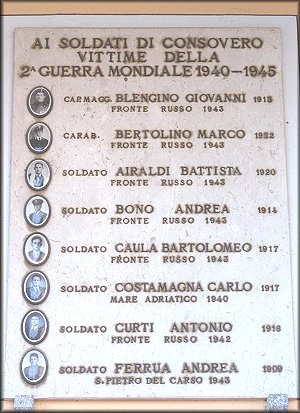 AI SOLDATI DI CONSOVERO
VITTIME DELLA
2ª GUERRA MONDIALE 1940-1945
CARMAGG. BLENGINO GIOVANNI 1913
FRONTE RUSSO 1943
CARAB. BERTOLINO MARCO 1922
FRONTE RUSSO 1943
SOLDATO AIRALDI BATTISTA 1920
FRONTE RUSSO 1943
SOLDATO BONO ANDREA 1914
FRONTE RUSSO 1943
SOLDATO CAULA BARTOLOMEO 1917
FRONTE RUSSO 1943
SOLDATO COSTAMAGNA CARLO 1917
MARE ADRIATICO 1940
SOLDATO CURTI ANTONIO 1918
FRONTE RUSSO 1942
SOLDATO FERRUA ANDREA 1909
S. PIETRO DEL CARSO 1943